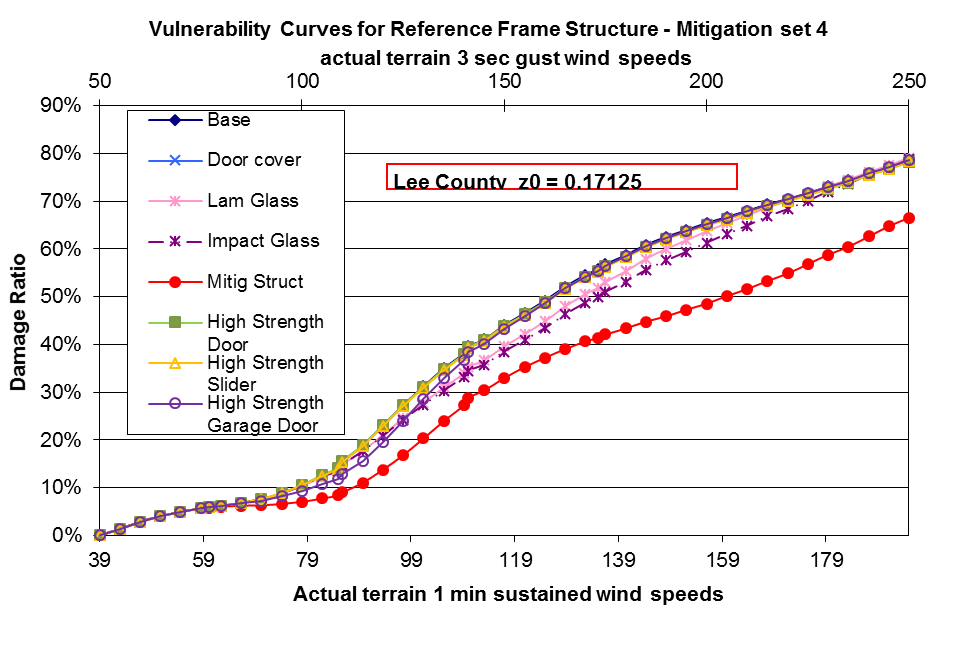 Vulnerability Curves for Reference Frame Structure - Mitigation set 4
actual terrain 3 sec gust wind speeds
50 100 150 200 250
90%
80%
70%
60%
50%
40%
30%
20%
10%
0%
Damage Ratio
Base
Door cover
Lam Glass
Impact Glass
Mitig Struct
High Strength
Door
High Strength
Slider
High Strength
Garage Door
Lee County z0 = 0.17125
39 59 79 99 119 139 159 179
Actual terrain 1 min sustained wind speeds